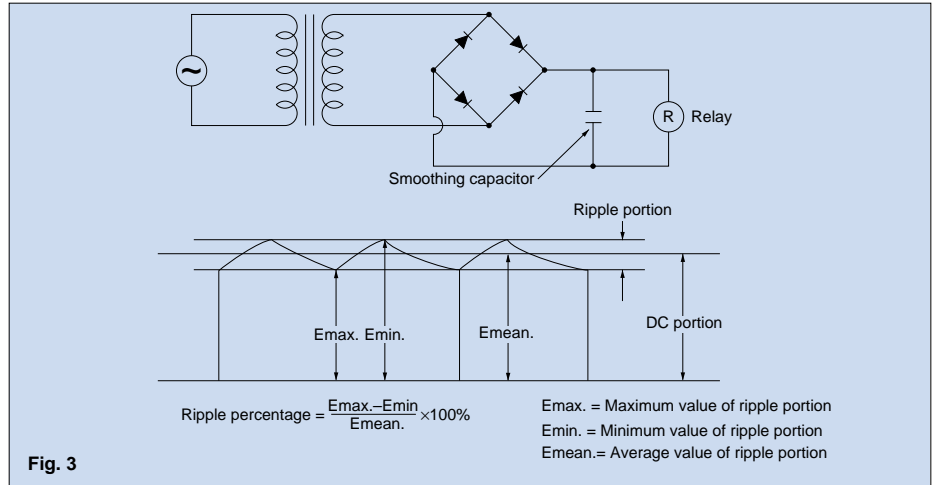 ~
R Relay
Smoothing capacitor
Ripple portion
Emax. Emin.
Emean.
DC portion
Ripple percentage = Emax.–Emin / Emean. ×100%
Emax. = Maximum value of ripple portion
Emin. = Minimum value of ripple portion
Emean.= Average value of ripple portion
Fig. 3